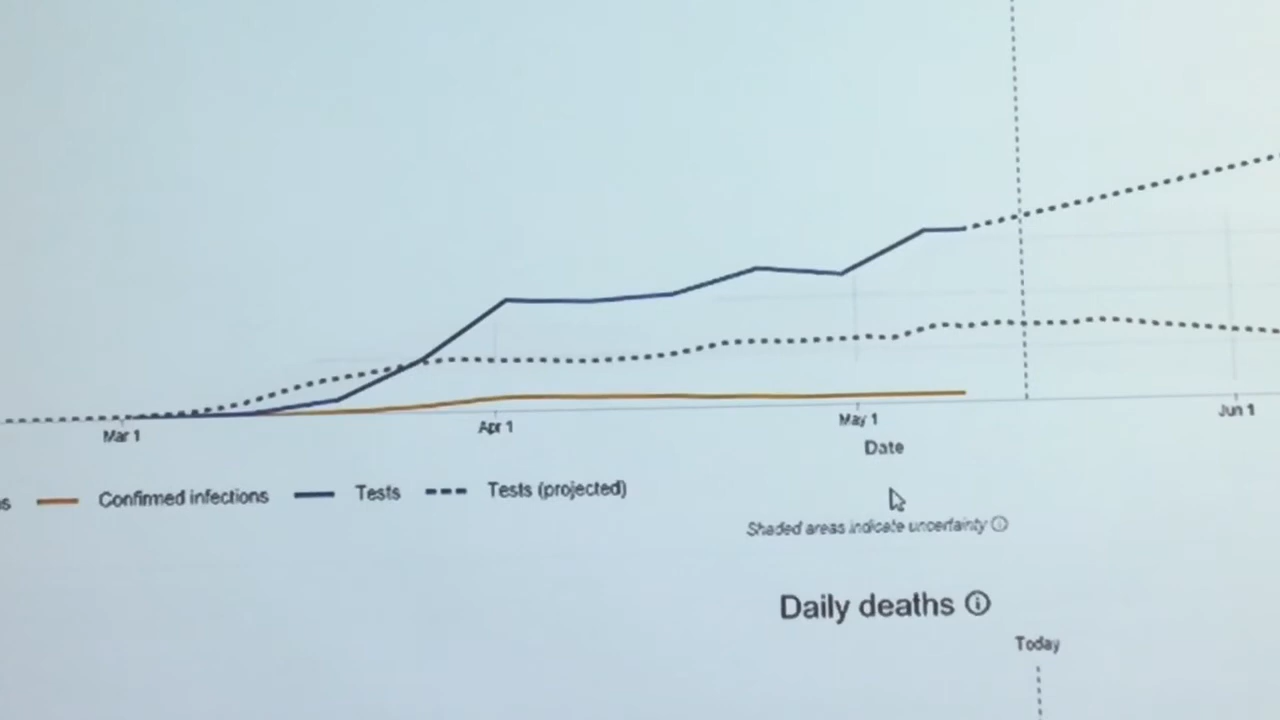 Mar 1
Apr 1
May 1
Jun 1
Date
s Confirmed infections Tests Tests (projected)
Shaded areas indicate uncertainty
Daily deaths
Today